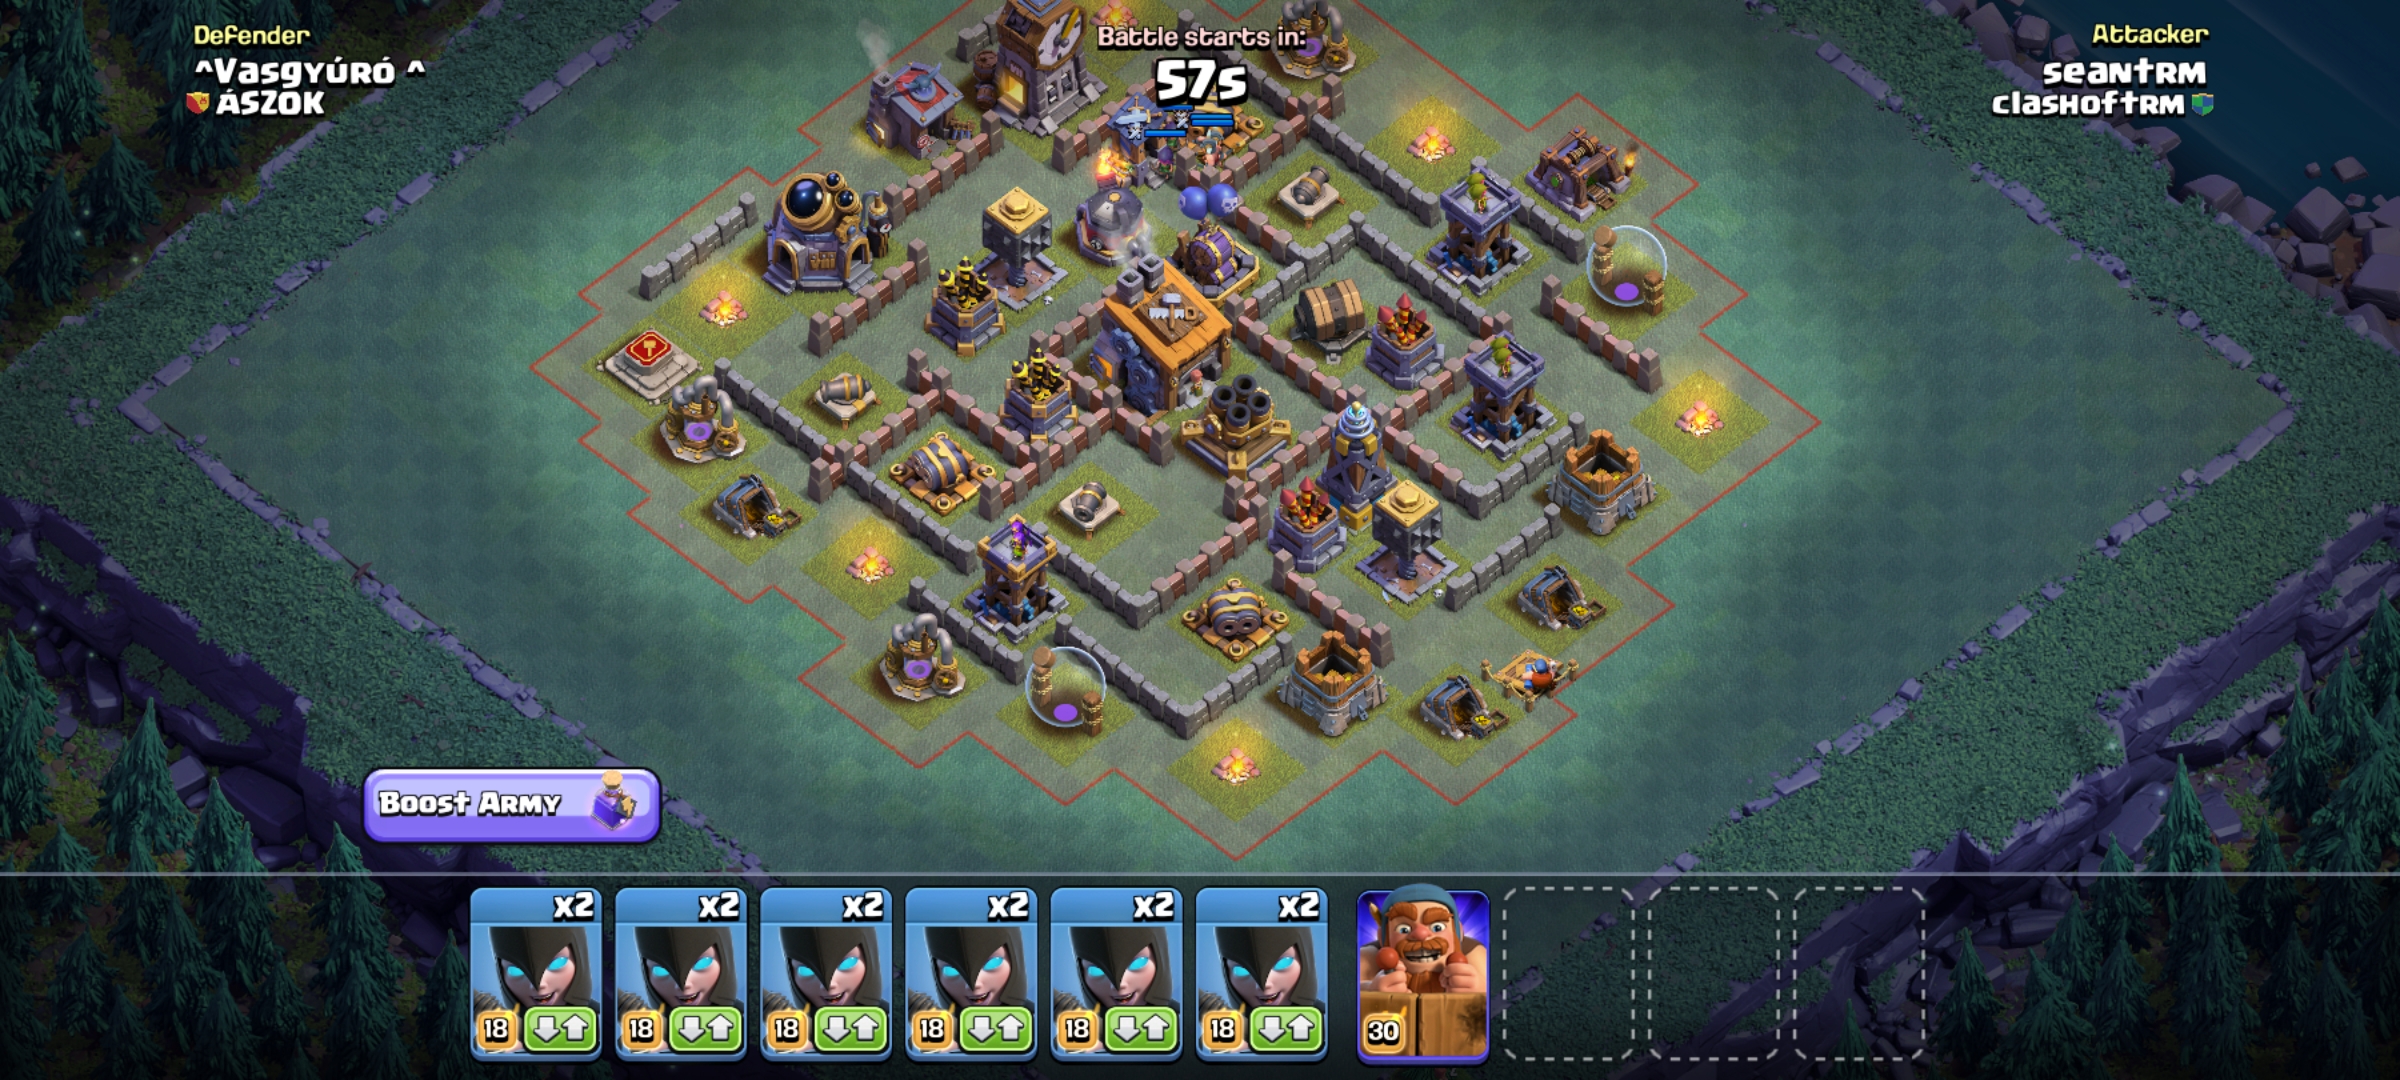 Defender
^Vasgyúró ^
ÁSZOK
Battle starts in:
57s
Attacker
seantrm
clashoftrm
Boost Army
x2
x2
x2
x2
x2
x2
18
18
18
18
18
18
30